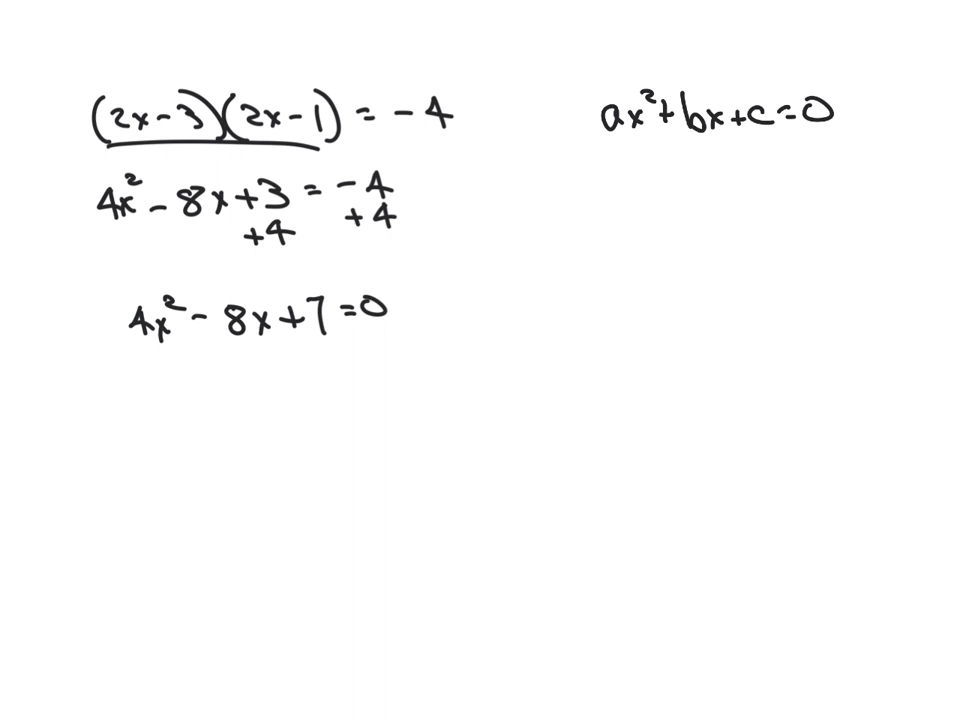 (2x-3)(2x-1) = -4
ax²+bx+c=0
4x² - 8x+3 = -4
+4 +4
4x² - 8x+7=0